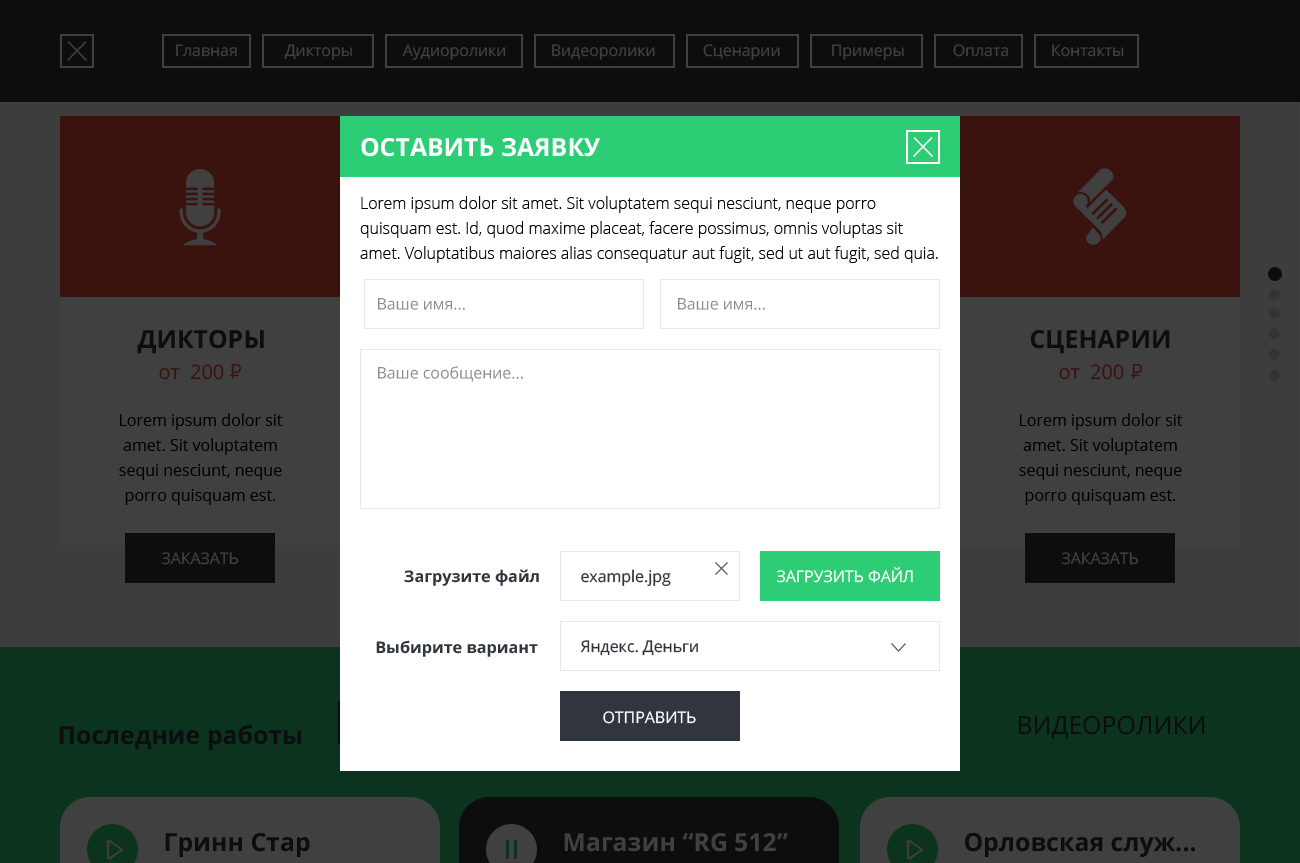 Главная Дикторы Аудиоролики Видеоролики Сценарии Примеры Оплата Контакты
ОСТАВИТЬ ЗАЯВКУ
Lorem ipsum dolor sit amet. Sit voluptatem sequi nesciunt, neque porro
quisquam est. Id, quod maxime placeat, facere possimus, omnis voluptas sit
amet. Voluptatibus maiores alias consequatur aut fugit, sed ut aut fugit, sed quia.
Ваше имя... Ваше имя...
Ваше сообщение...
Загрузите файл example.jpg ЗАГРУЗИТЬ ФАЙЛ
Выбирите вариант Яндекс. Деньги
ОТПРАВИТЬ
ДИКТОРЫ
от 200 ₽
Lorem ipsum dolor sit
amet. Sit voluptatem
sequi nesciunt, neque
porro quisquam est.
ЗАКАЗАТЬ
СЦЕНАРИИ
от 200 ₽
Lorem ipsum dolor sit
amet. Sit voluptatem
sequi nesciunt, neque
porro quisquam est.
ЗАКАЗАТЬ
Последние работы ВИДЕОРОЛИКИ
Гринн Стар
Магазин “RG 512”
Орловская служ...